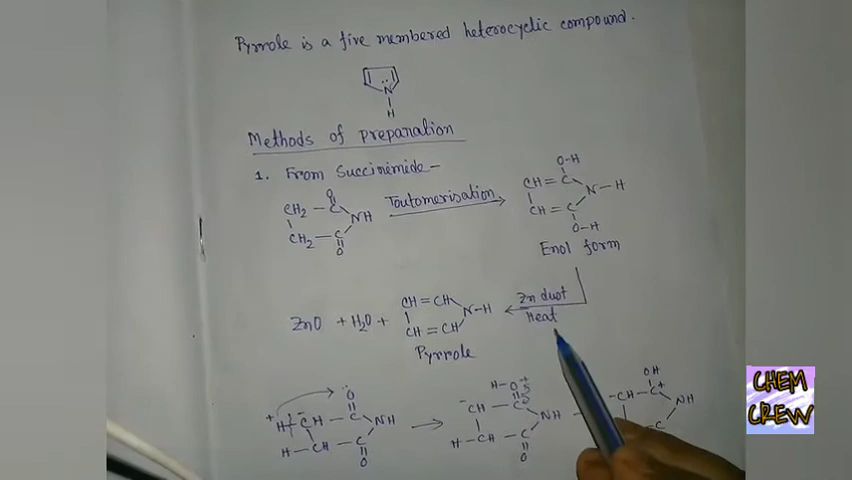 Pyrrole is a five membered heterocyclic compound.
N
H
Methods of preparation
1. From Succinimide -
O
CH2 - C
NH
CH2 - C
O
Toutomerisation
O-H
CH = C
N - H
CH = C
O-H
Enol form
Zn dust
Heat
ZnO + H2O +
CH = CH
N-H
CH = CH
Pyrrole
+ H - CH - C
O
NH
H - CH - C
O
H - O +
- CH C
NH
H - CH - C
O
OH
- CH - C +
NH
C
CHEM
CREW